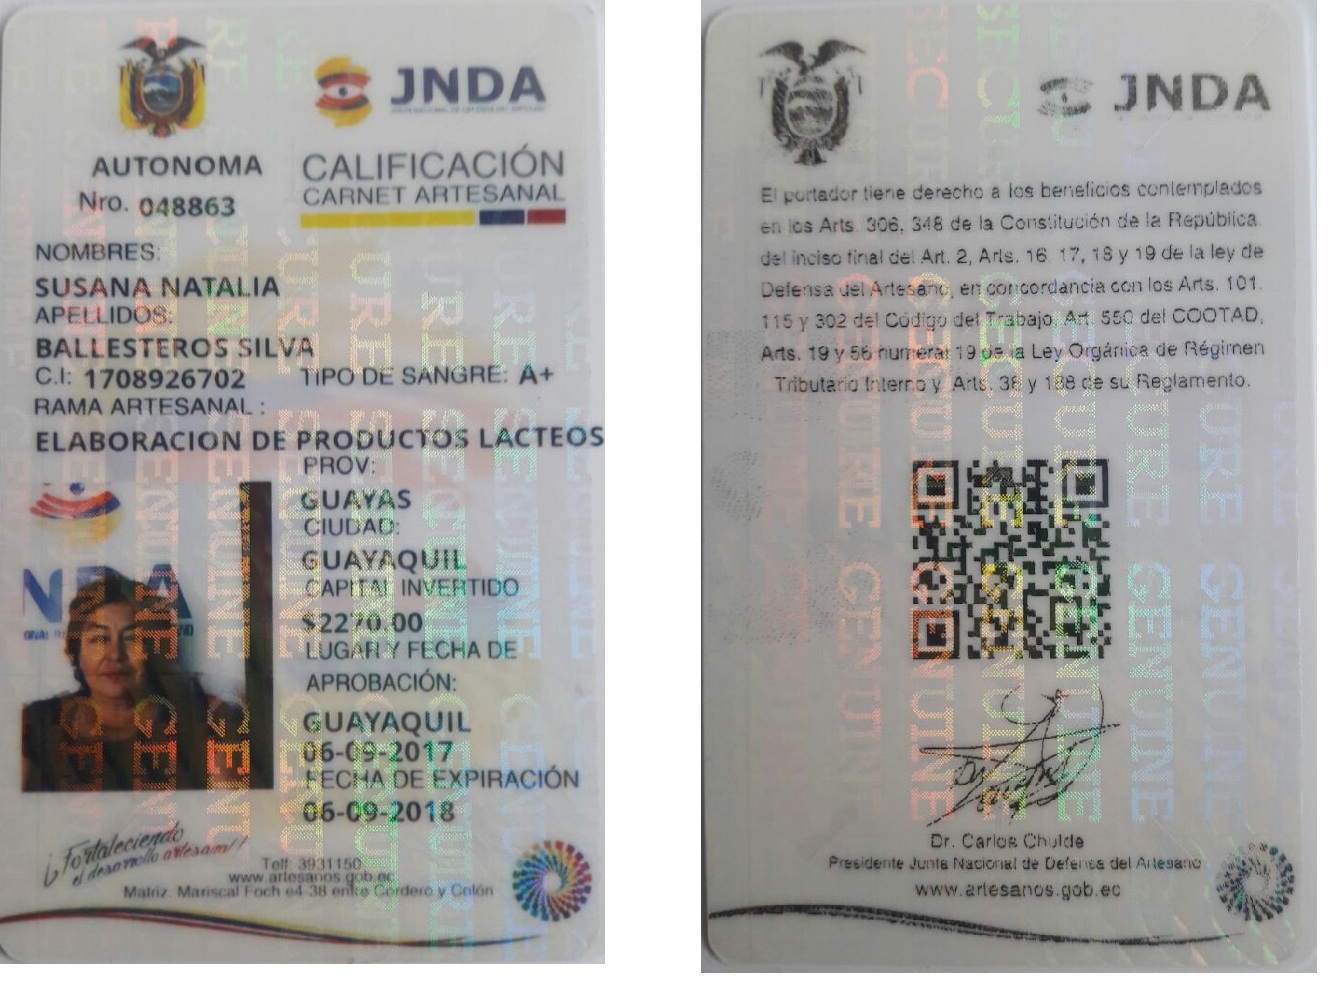 JNDA
AUTONOMA
Nro. 048863
CALIFICACIÓN
CARNET ARTESANAL
NOMBRES:
SUSANA NATALIA
APELLIDOS:
BALLESTEROS SILVA
C.I: 1708926702 TIPO DE SANGRE: A+
RAMA ARTESANAL :
ELABORACION DE PRODUCTOS LACTEOS
PROV:
GUAYAS
CIUDAD:
GUAYAQUIL
CAPITAL INVERTIDO
$2270.00
LUGAR Y FECHA DE
APROBACIÓN:
GUAYAQUIL
06-09-2017
FECHA DE EXPIRACIÓN
06-09-2018
¡Fortaleciendo
el desarrollo artesanal!
Telf: 3931150
www.artesanos.gob.ec
Matriz: Mariscal Foch e4-38 entre Cordero y Colón
GENUINE SECURE
JNDA
El portador tiene derecho a los beneficios contemplados
en los Arts. 306, 348 de la Constitución de la República.
del inciso final del Art. 2, Arts. 16, 17, 18 y 19 de la ley de
Defensa del Artesano, en concordancia con los Arts. 101.
115 y 302 del Código del Trabajo, Art. 550 del COOTAD,
Arts. 19 y 56 numeral 19 de la Ley Orgánica de Régimen
Tributario Interno y Arts. 38 y 188 de su Reglamento.
GENUINE SECURE
Dr. Carlos Chulde
Presidente Junta Nacional de Defensa del Artesano
www.artesanos.gob.ec